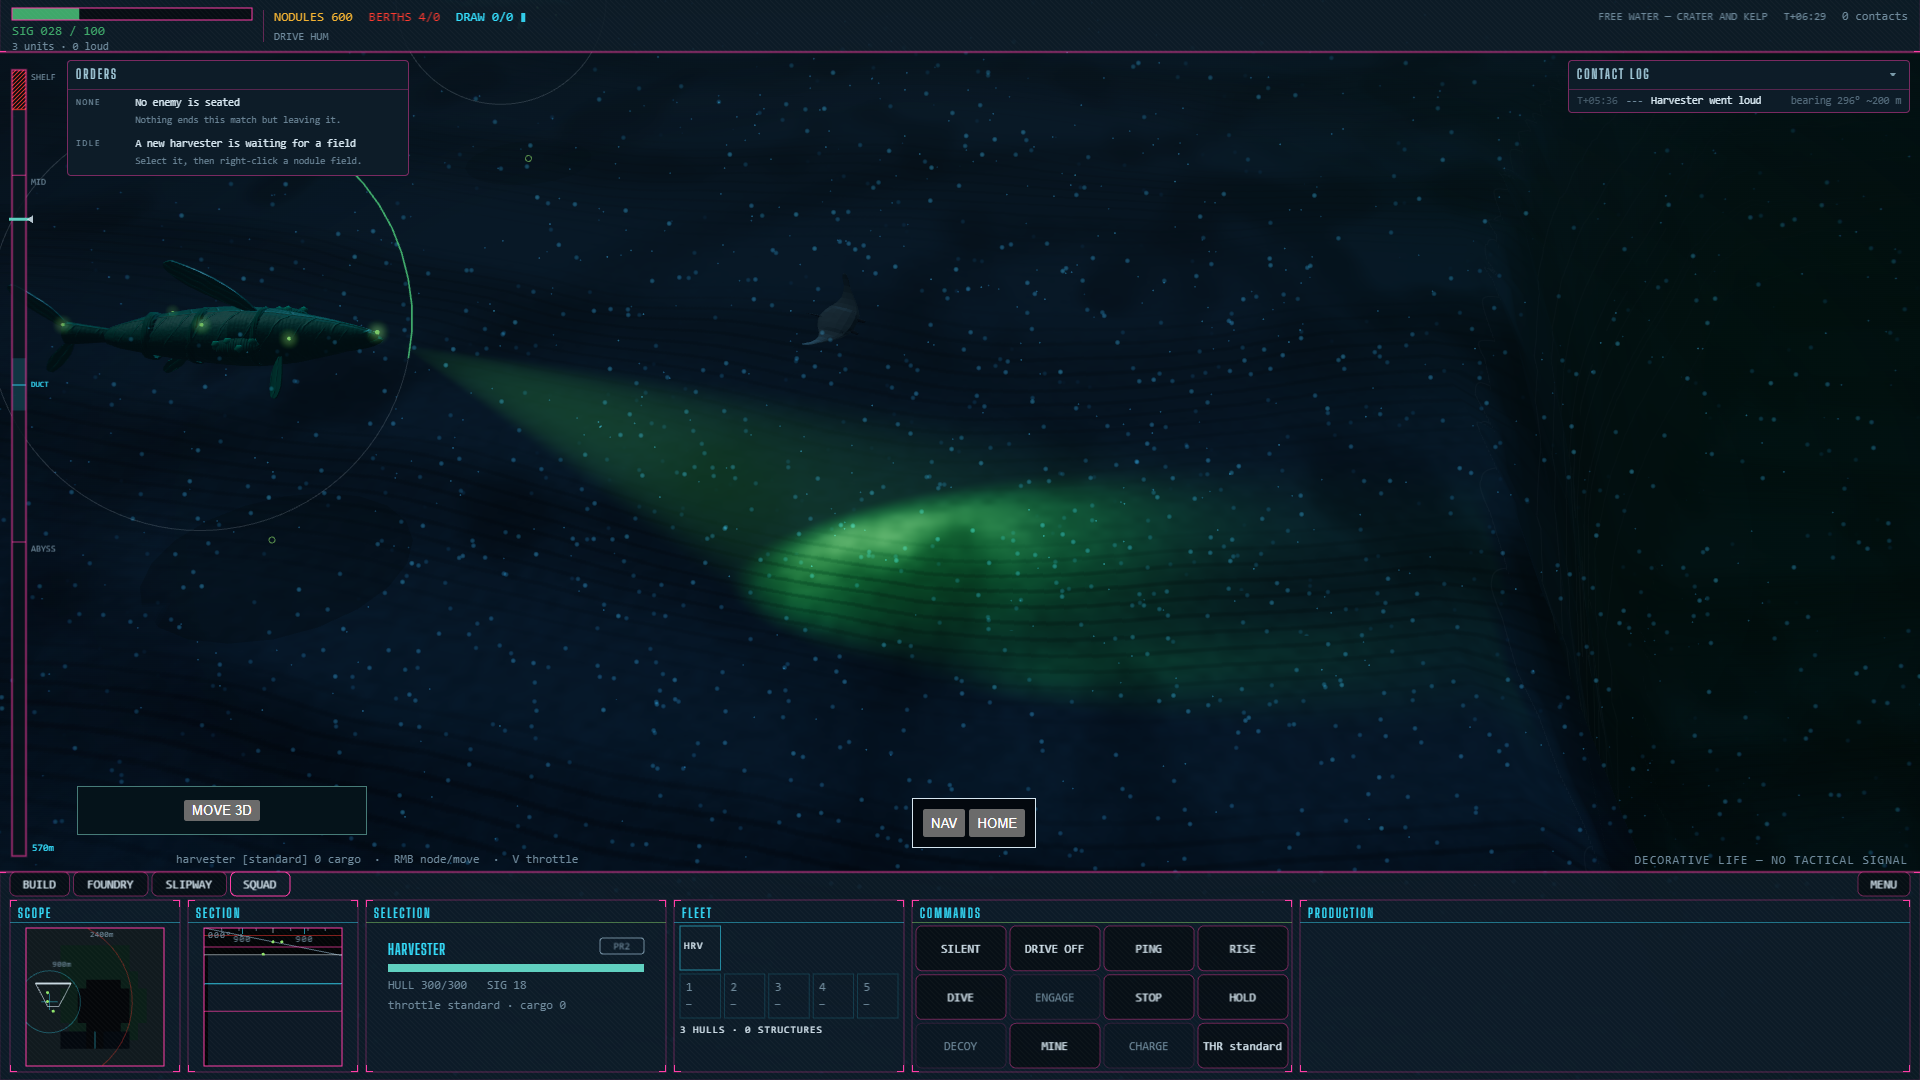 SIG 028 / 100
3 units · 0 loud
NODULES 600 BERTHS 4/0 DRAW 0/0
DRIVE HUM
FREE WATER — CRATER AND KELP T+06:29 0 contacts
SHELF
MID
DUCT
ABYSS
570m
ORDERS
NONE No enemy is seated
Nothing ends this match but leaving it.
IDLE A new harvester is waiting for a field
Select it, then right-click a nodule field.
CONTACT LOG
T+05:36 --- Harvester went loud bearing 296° ~200 m
MOVE 3D
NAV HOME
harvester [standard] 0 cargo · RMB node/move · V throttle
DECORATIVE LIFE — NO TACTICAL SIGNAL
BUILD FOUNDRY SLIPWAY SQUAD
MENU
SCOPE
2400m
900m
SECTION
000°
900 900
SELECTION
HARVESTER PR2
HULL 300/300 SIG 18
throttle standard · cargo 0
FLEET
HRV
1 2 3 4 5
– – – – –
3 HULLS · 0 STRUCTURES
COMMANDS
SILENT DRIVE OFF PING RISE
DIVE ENGAGE STOP HOLD
DECOY MINE CHARGE THR standard
PRODUCTION